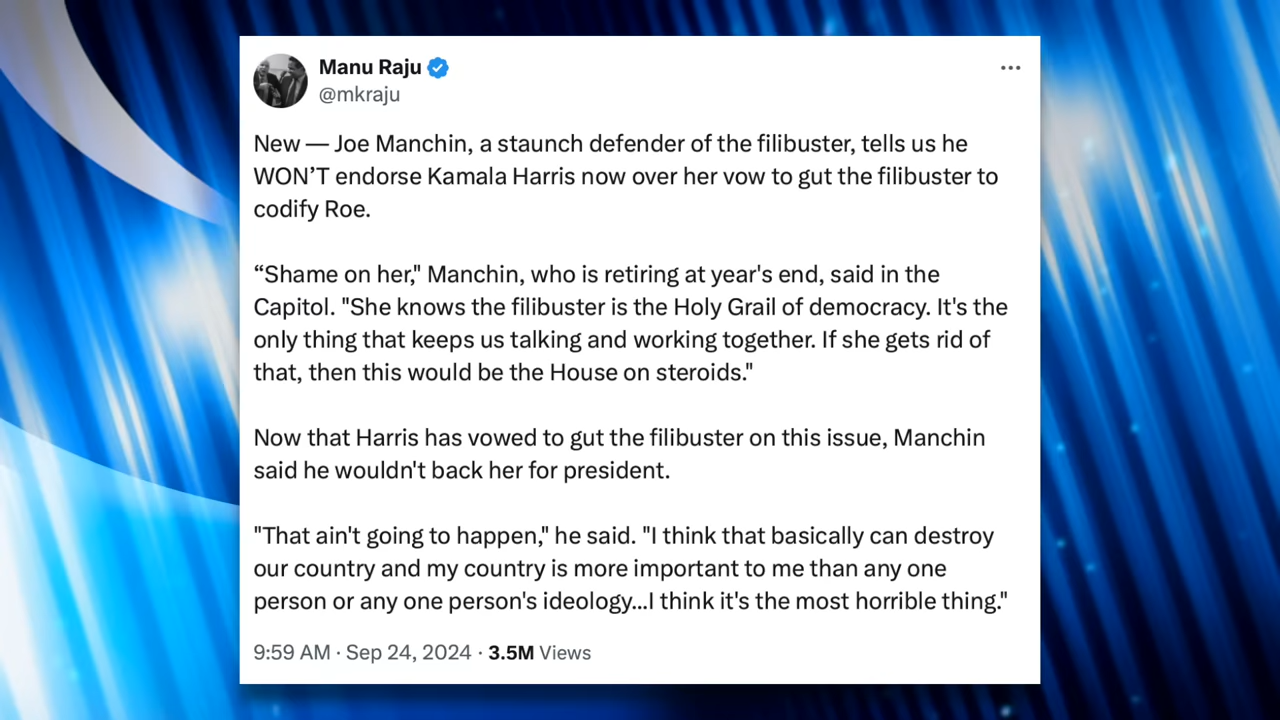 Manu Raju
@mkraju
New — Joe Manchin, a staunch defender of the filibuster, tells us he
WON’T endorse Kamala Harris now over her vow to gut the filibuster to
codify Roe.
“Shame on her," Manchin, who is retiring at year's end, said in the
Capitol. "She knows the filibuster is the Holy Grail of democracy. It's the
only thing that keeps us talking and working together. If she gets rid of
that, then this would be the House on steroids."
Now that Harris has vowed to gut the filibuster on this issue, Manchin
said he wouldn't back her for president.
"That ain't going to happen," he said. "I think that basically can destroy
our country and my country is more important to me than any one
person or any one person's ideology...I think it's the most horrible thing."
9:59 AM · Sep 24, 2024 · 3.5M Views